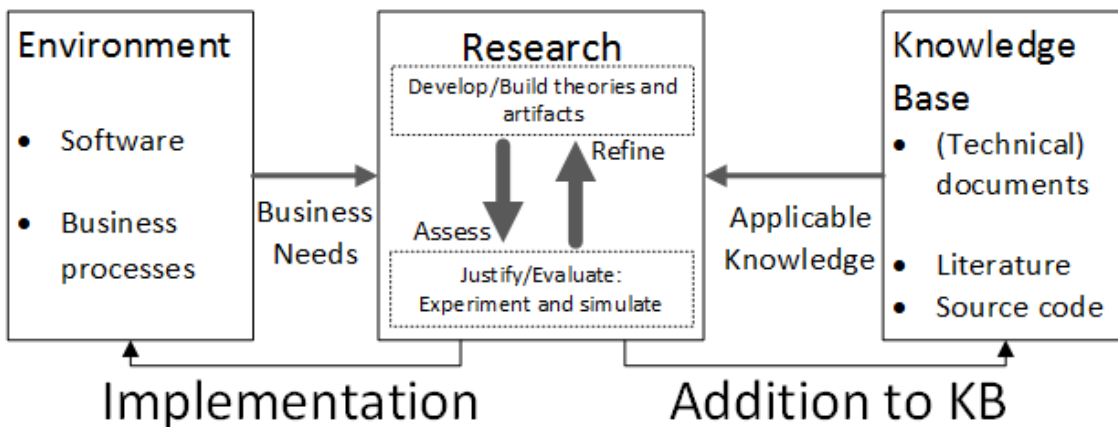 Environment
• Software
• Business
processes
Business
Needs
Research
Develop/Build theories and
artifacts
Refine
Assess
Justify/Evaluate:
Experiment and simulate
Applicable
Knowledge
Knowledge
Base
• (Technical)
documents
• Literature
• Source code
Implementation
Addition to KB